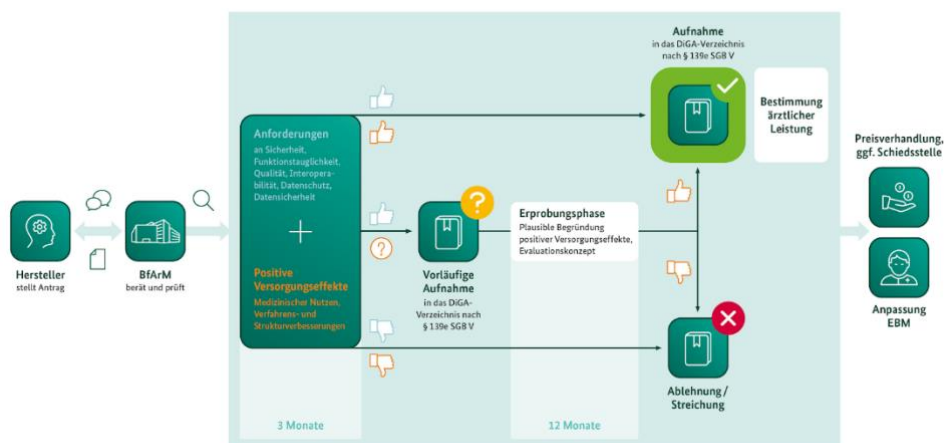 Hersteller
stellt Antrag
BfArM
berät und prüft
Anforderungen
an Sicherheit,
Funktionstauglichkeit,
Qualität, Interopera-
bilität, Datenschutz,
Datensicherheit
+
Positive
Versorgungseffekte
Medizinischer Nutzen,
Verfahrens- und
Strukturverbesserungen
3 Monate
?
?
Vorläufige
Aufnahme
in das DiGA-
Verzeichnis nach
§ 139e SGB V
Erprobungsphase
Plausible Begründung
positiver Versorgungseffekte,
Evaluationskonzept
12 Monate
Aufnahme
in das DiGA-Verzeichnis
nach § 139e SGB V
Bestimmung
ärztlicher
Leistung
Ablehnung /
Streichung
Preisverhandlung,
ggf. Schiedsstelle
Anpassung
EBM